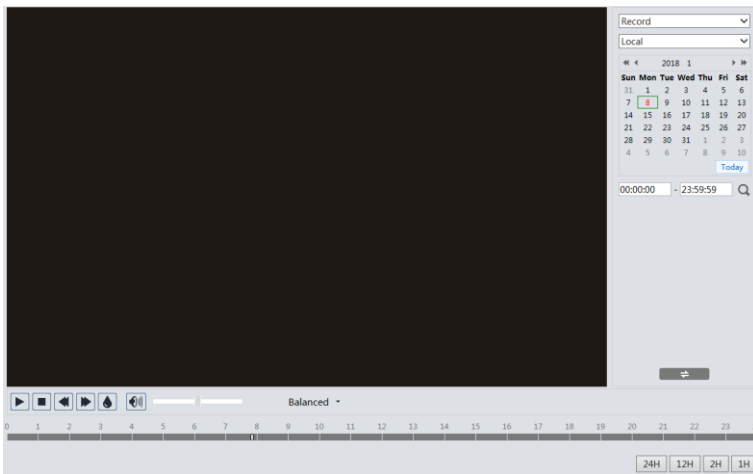 Record
Local
2018 1
Sun Mon Tue Wed Thu Fri Sat
31 1 2 3 4 5 6
7 8 9 10 11 12 13
14 15 16 17 18 19 20
21 22 23 24 25 26 27
28 29 30 31 1 2 3
4 5 6 7 8 9 10
Today
00:00:00 - 23:59:59
Balanced
0 1 2 3 4 5 6 7 8 9 10 11 12 13 14 15 16 17 18 19 20 21 22 23
24H 12H 2H 1H